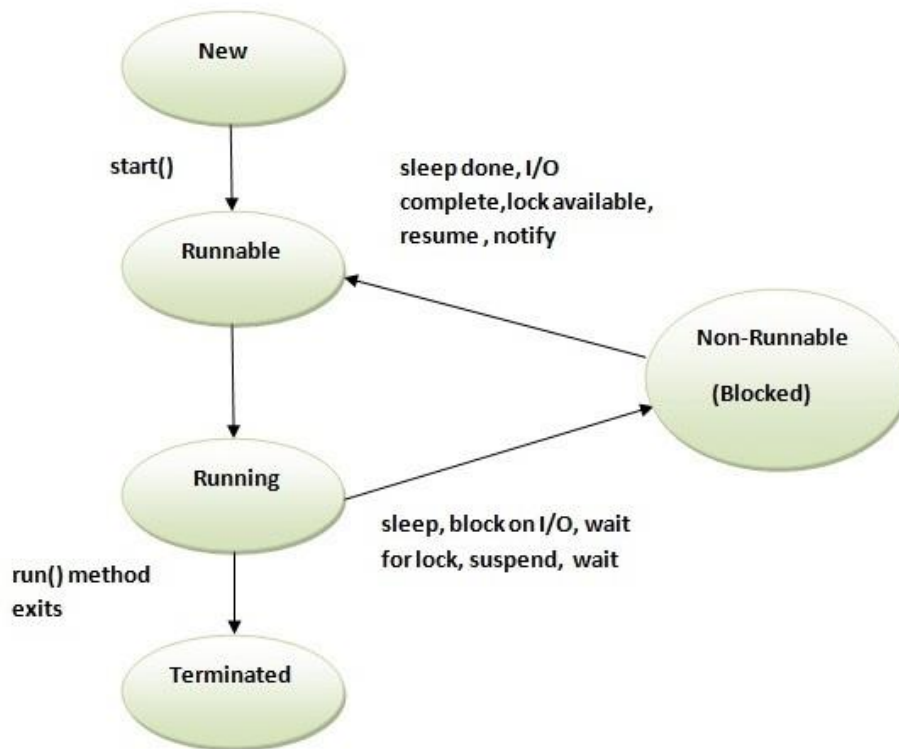 New
start()
sleep done, I/O
complete,lock available,
resume , notify
Runnable
Non-Runnable
(Blocked)
Running
sleep, block on I/O, wait
for lock, suspend, wait
run() method
exits
Terminated